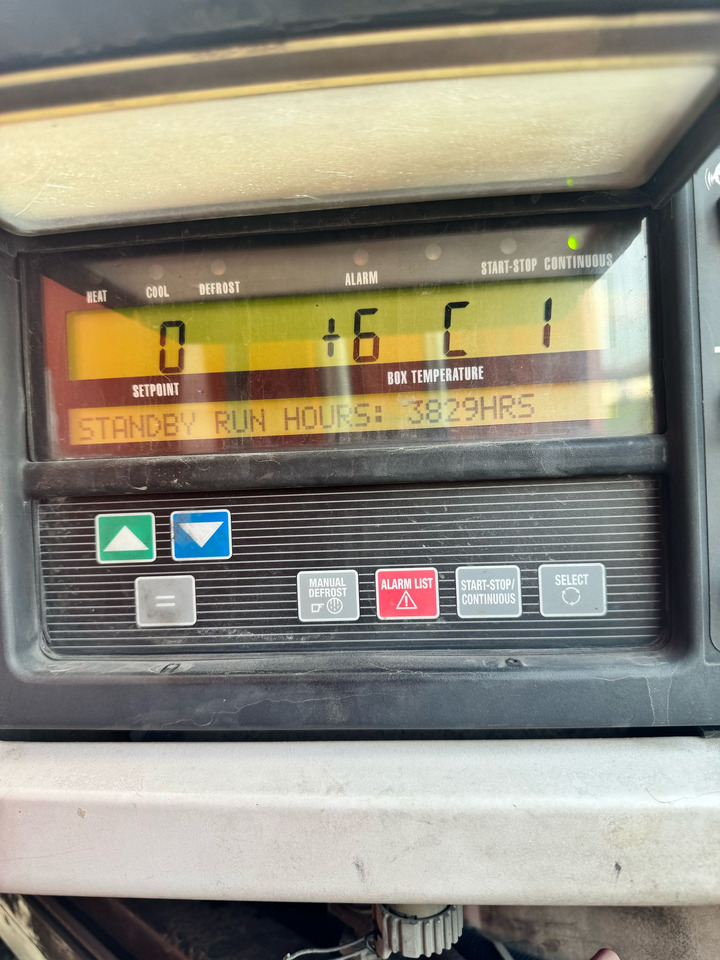 HEAT COOL DEFROST ALARM START-STOP CONTINUOUS
0 +6 C 1
SETPOINT BOX TEMPERATURE
STANDBY RUN HOURS: 3829HRS
=
MANUAL DEFROST
ALARM LIST
START-STOP/
CONTINUOUS
SELECT